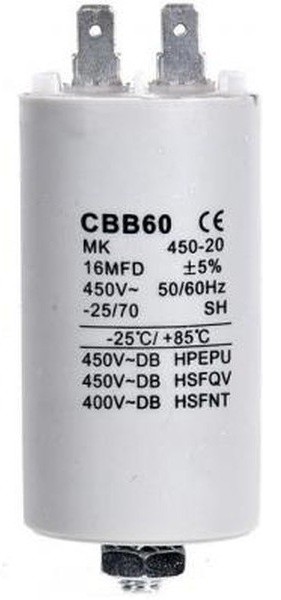 CBB60 CE
MK 450-20
16MFD ±5%
450V~ 50/60Hz
-25/70 SH
-25℃/+85℃
450V~DB HPEPU
450V~DB HSFQV
400V~DB HSFNT